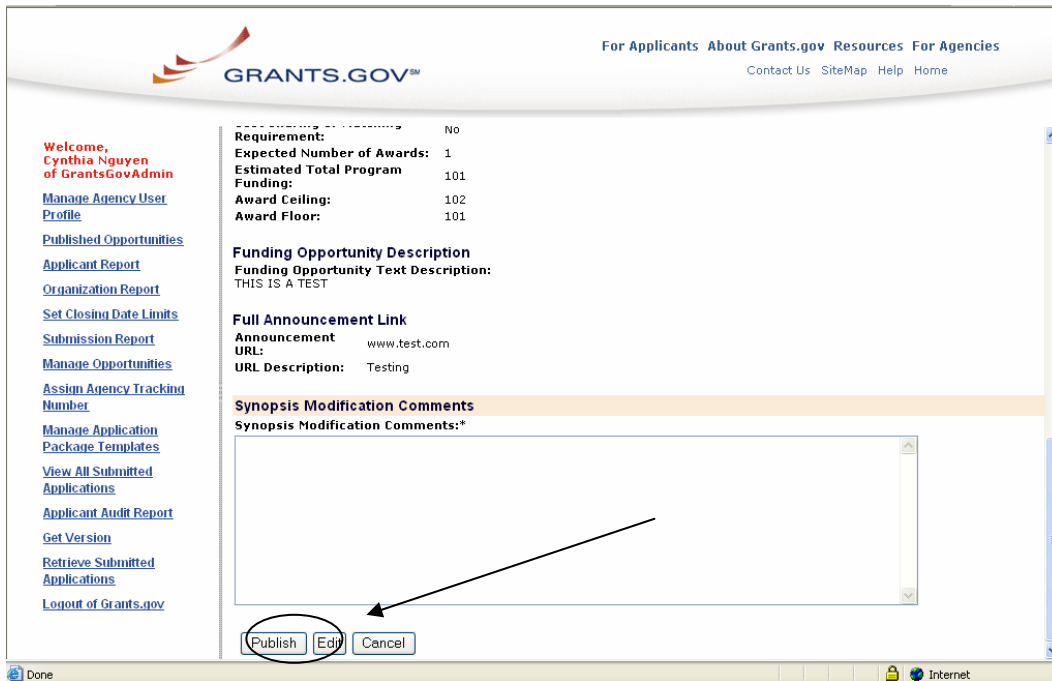 For Applicants About Grants.gov Resources For Agencies
Contact Us SiteMap Help Home
GRANTS.GOV℠
Welcome,
Cynthia Nguyen
of GrantsGovAdmin
Manage Agency User
Profile
Published Opportunities
Applicant Report
Organization Report
Set Closing Date Limits
Submission Report
Manage Opportunities
Assign Agency Tracking
Number
Manage Application
Package Templates
View All Submitted
Applications
Applicant Audit Report
Get Version
Retrieve Submitted
Applications
Logout of Grants.gov
Requirement: No
Expected Number of Awards: 1
Estimated Total Program
Funding: 101
Award Ceiling: 102
Award Floor: 101
Funding Opportunity Description
Funding Opportunity Text Description:
THIS IS A TEST
Full Announcement Link
Announcement
URL: www.test.com
URL Description: Testing
Synopsis Modification Comments
Synopsis Modification Comments:*
Publish Edit Cancel
Done Internet